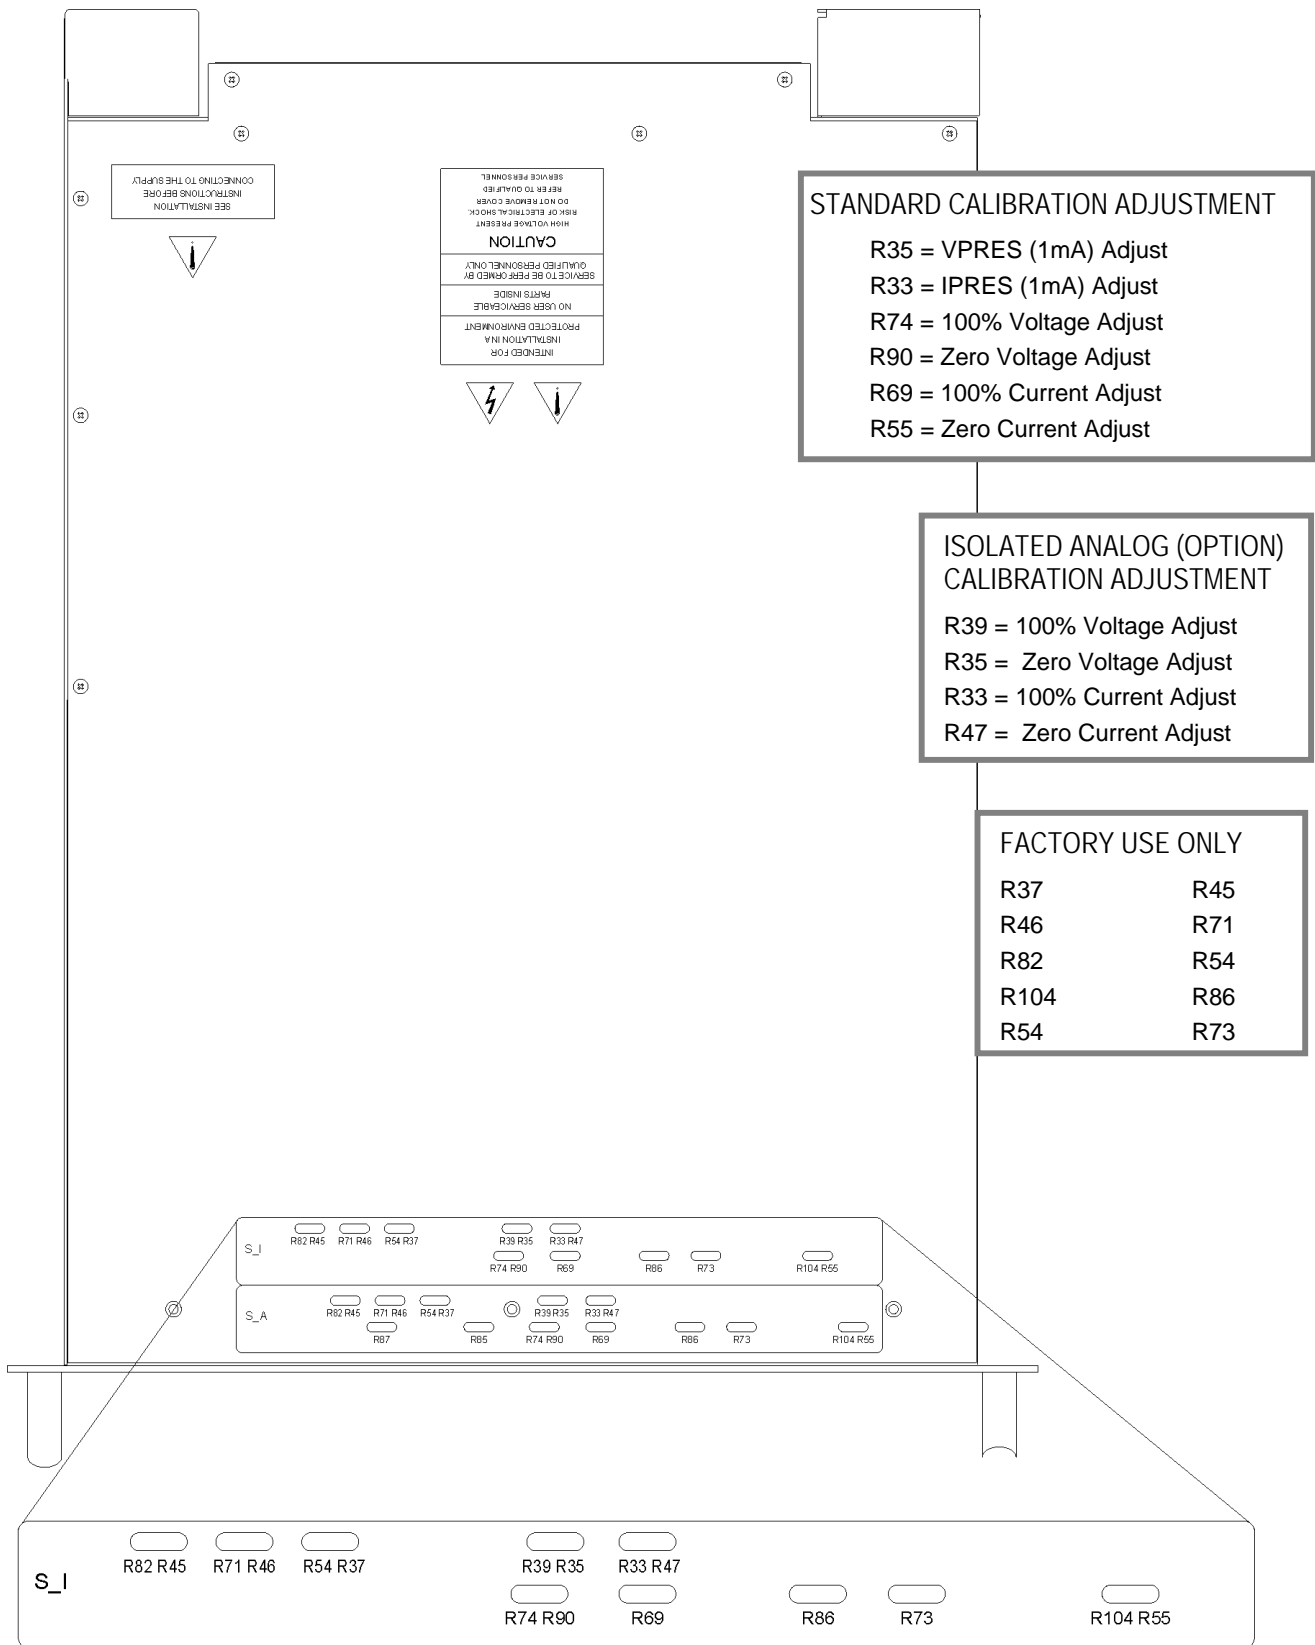 SEE INSTALLATION
INSTRUCTIONS BEFORE
CONNECTING TO THE SUPPLY
INTENDED FOR
INSTALLATION IN A
PROTECTED ENVIRONMENT
NO USER SERVICEABLE
PARTS INSIDE
SERVICE TO BE PERFORMED BY
QUALIFIED PERSONNEL ONLY
CAUTION
HIGH VOLTAGE PRESENT
RISK OF ELECTRICAL SHOCK.
DO NOT REMOVE COVER
REFER TO QUALIFIED
SERVICE PERSONNEL
STANDARD CALIBRATION ADJUSTMENT
R35 = VPRES (1mA) Adjust
R33 = IPRES (1mA) Adjust
R74 = 100% Voltage Adjust
R90 = Zero Voltage Adjust
R69 = 100% Current Adjust
R55 = Zero Current Adjust
ISOLATED ANALOG (OPTION)
CALIBRATION ADJUSTMENT
R39 = 100% Voltage Adjust
R35 = Zero Voltage Adjust
R33 = 100% Current Adjust
R47 = Zero Current Adjust
FACTORY USE ONLY
R37 R45
R46 R71
R82 R54
R104 R86
R54 R73
S_I
R82 R45 R71 R46 R54 R37 R39 R35 R33 R47
R74 R90 R69 R86 R73 R104 R55
S_A
R82 R45 R71 R46 R54 R37 R39 R35 R33 R47
R87 R85 R74 R90 R69 R86 R73 R104 R55
S_I
R82 R45 R71 R46 R54 R37 R39 R35 R33 R47
R74 R90 R69 R86 R73 R104 R55